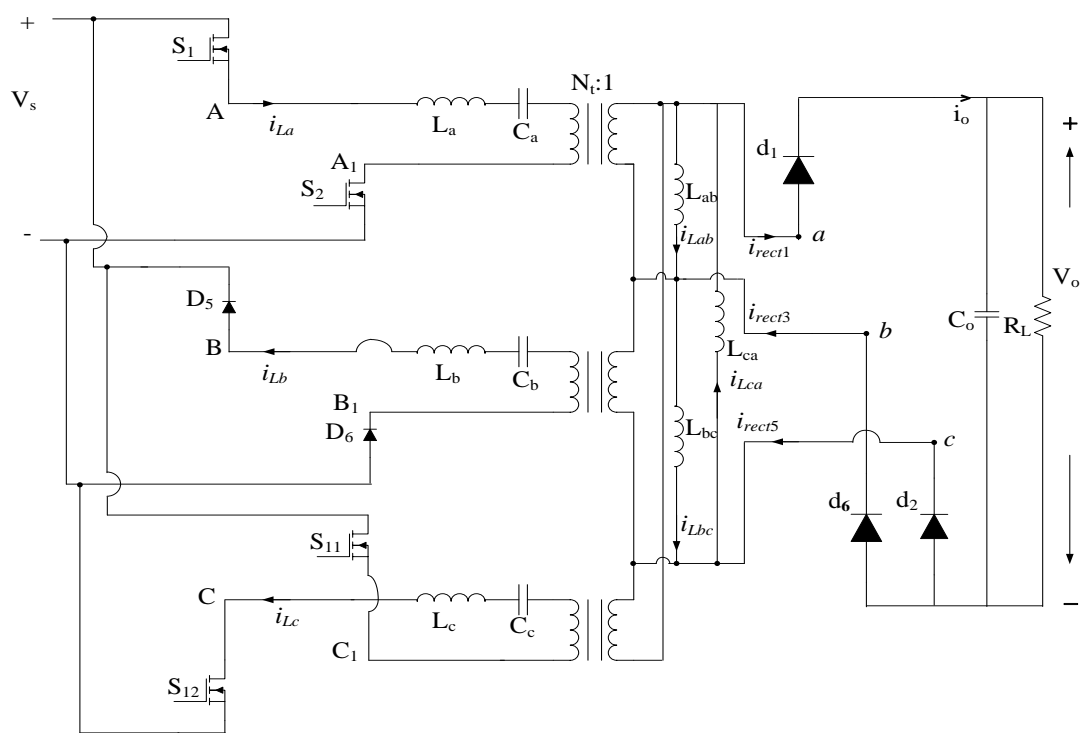 +
S1
Vs
Nt:1
A
iLa
La
Ca
io
+
d1
A1
S2
Lab
-
iLab
irect1
a
D5
Vo
irect3
b
Co
RL
B
iLb
Lb
Cb
Lca
iLca
B1
D6
Lbc
irect5
c
d6
d2
S11
iLbc
C
iLc
Lc
Cc
−
C1
S12